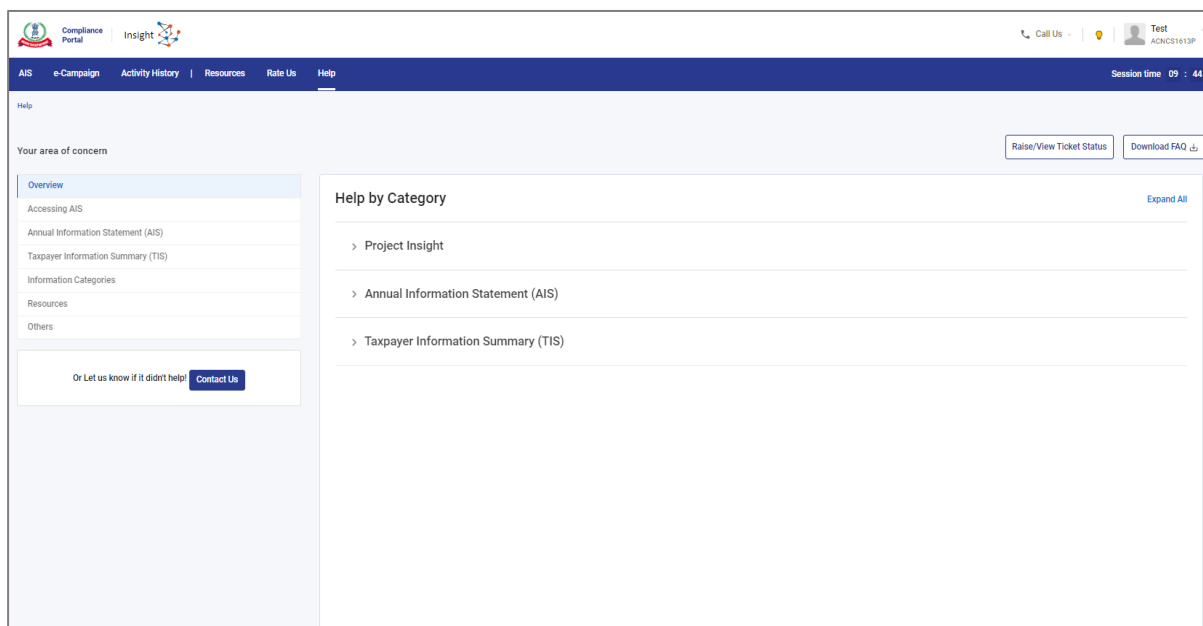 Compliance Portal
Insight
Call Us
Test
ACNCS1613P
AIS e-Campaign Activity History | Resources Rate Us Help
Session time 09 : 44
Help
Your area of concern
Raise/View Ticket Status
Download FAQ
Overview
Accessing AIS
Annual Information Statement (AIS)
Taxpayer Information Summary (TIS)
Information Categories
Resources
Others
Or Let us know if it didn't help! Contact Us
Help by Category
Expand All
Project Insight
Annual Information Statement (AIS)
Taxpayer Information Summary (TIS)